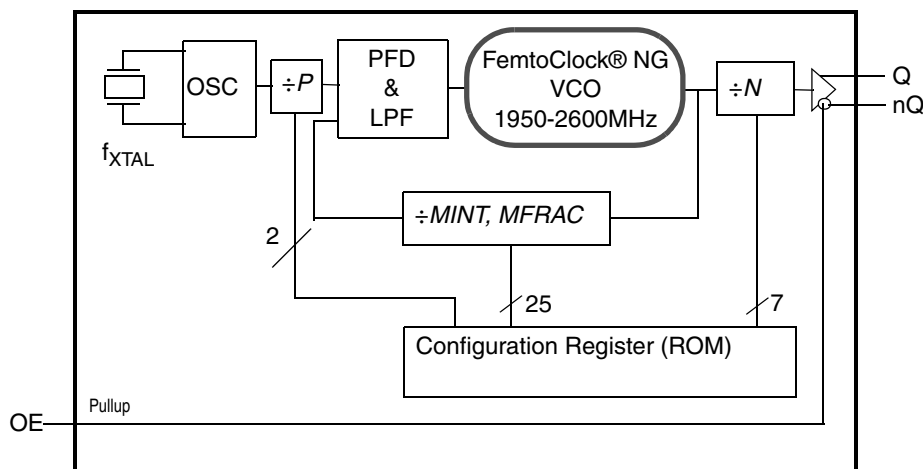 OSC
÷P
PFD
&
LPF
FemtoClock® NG
VCO
1950-2600MHz
÷N
Q
nQ
fXTAL
÷MINT, MFRAC
2
25
7
Configuration Register (ROM)
Pullup
OE